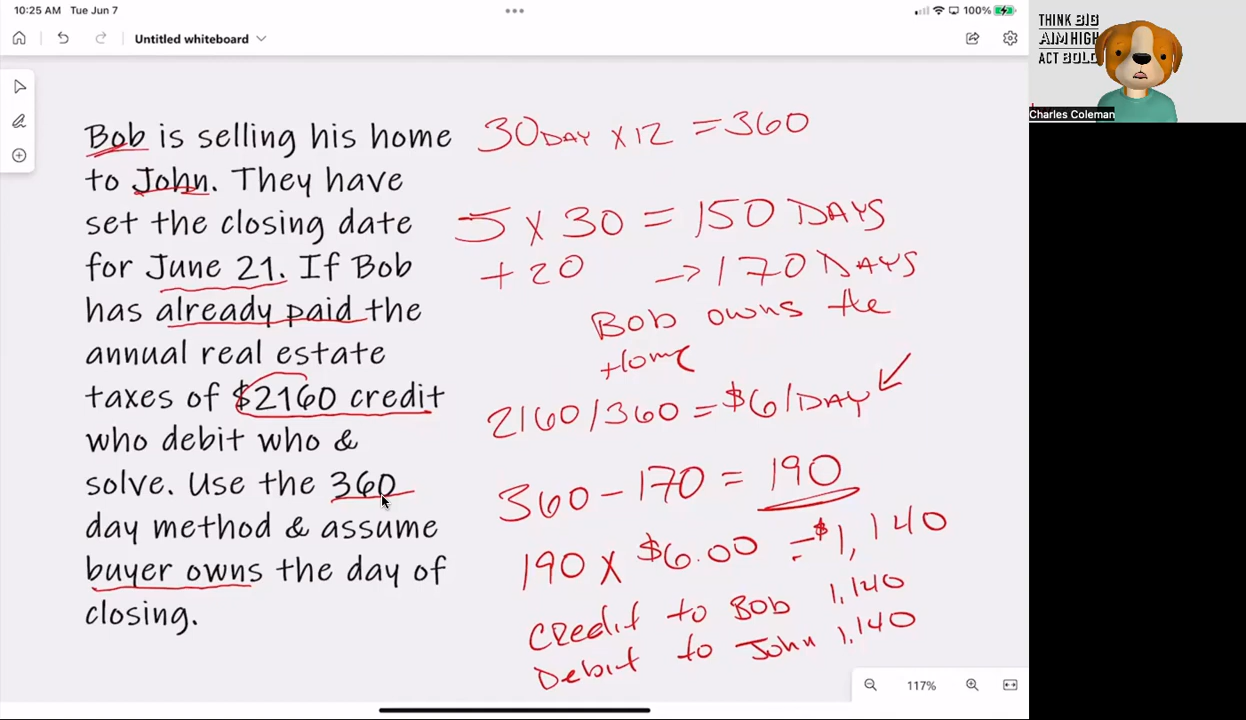 10:25 AM Tue Jun 7
100%
Untitled whiteboard
THINK BIG
AIM HIGH
ACT BOLD
Charles Coleman
Bob is selling his home
to John. They have
set the closing date
for June 21. If Bob
has already paid the
annual real estate
taxes of $2160 credit
who debit who &
solve. Use the 360
day method & assume
buyer owns the day of
closing.
30 DAY x 12 = 360
5 x 30 = 150 DAYS
+ 20 -> 170 DAYS
Bob owns the
Home
2160/360 = $6/DAY
360 - 170 = 190
190 x $6.00 = $1,140
Credit to Bob 1,140
Debit to John 1,140
117%